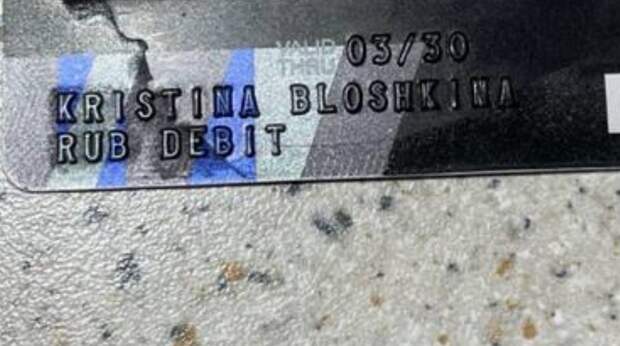 VALID THRU 03/30
KRISTINA BLOSHKINA
RUB DEBIT